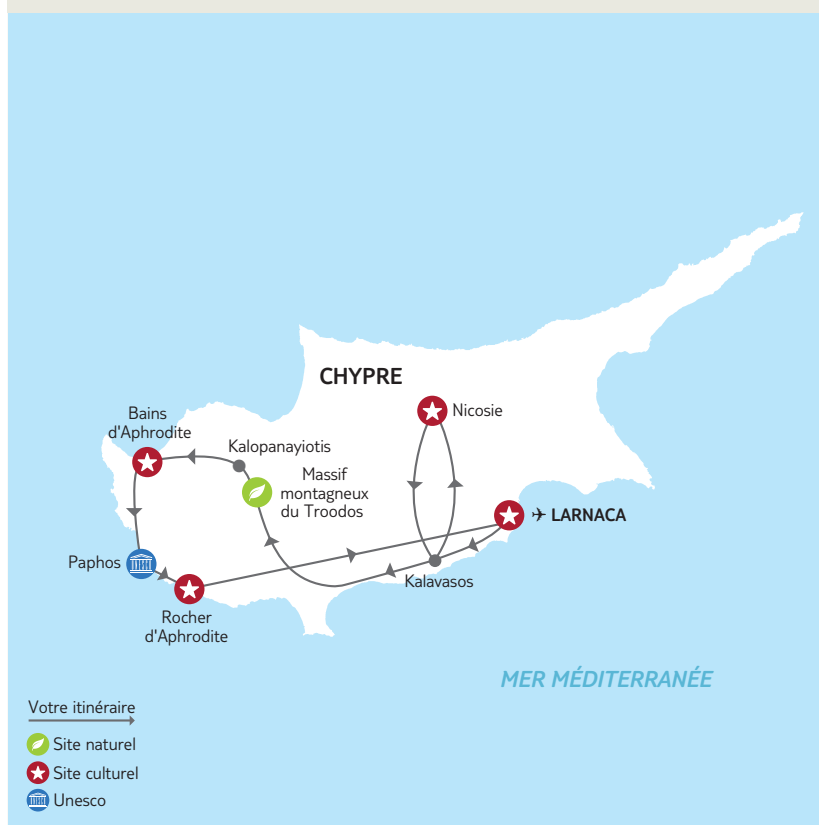 CHYPRE
Nicosie
Bains
d'Aphrodite
Kalopanayiotis
Massif
montagneux
du Troodos
✈ LARNACA
Paphos
Kalavasos
Rocher
d'Aphrodite
MER MÉDITERRANÉE
Votre itinéraire
Site naturel
Site culturel
Unesco